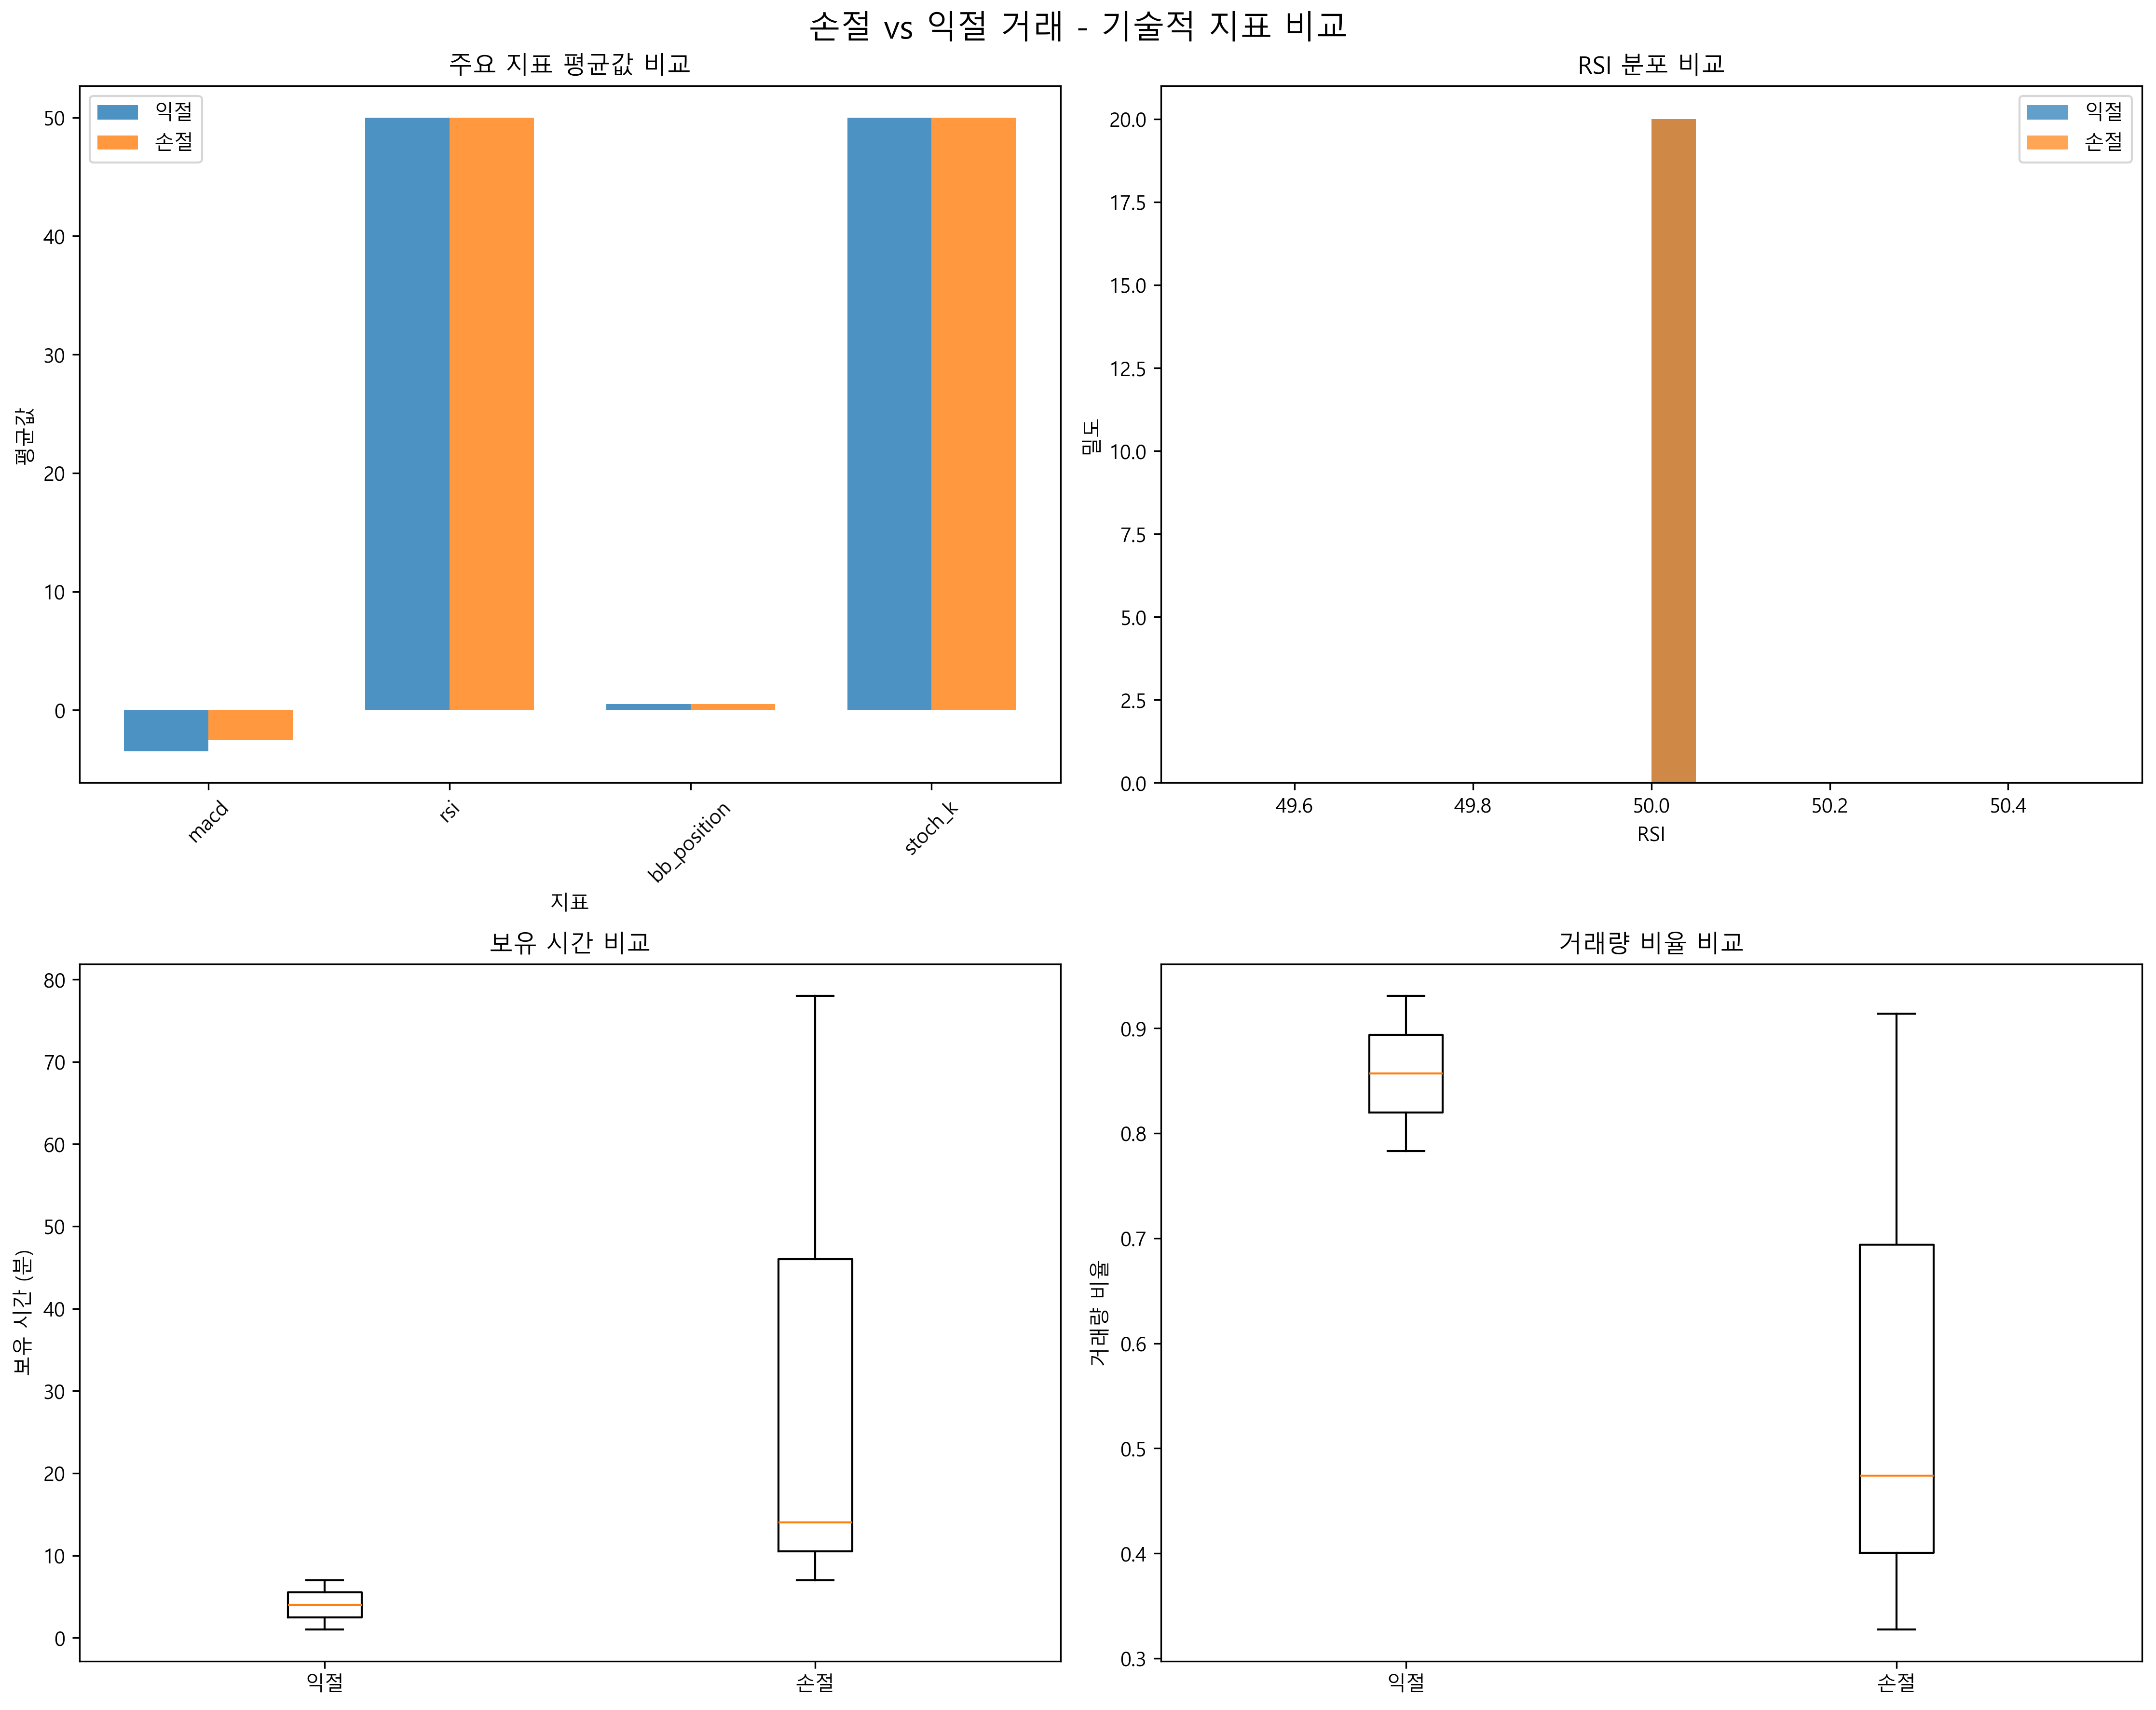 손절 vs 익절 거래 - 기술적 지표 비교
주요 지표 평균값 비교
익절
손절
평균값
50
40
30
20
10
0
macd
rsi
bb_position
stoch_k
지표
RSI 분포 비교
익절
손절
밀도
20.0
17.5
15.0
12.5
10.0
7.5
5.0
2.5
0.0
49.6
49.8
50.0
50.2
50.4
RSI
보유 시간 비교
보유 시간 (분)
80
70
60
50
40
30
20
10
0
익절
손절
거래량 비율 비교
거래량 비율
0.9
0.8
0.7
0.6
0.5
0.4
0.3
익절
손절